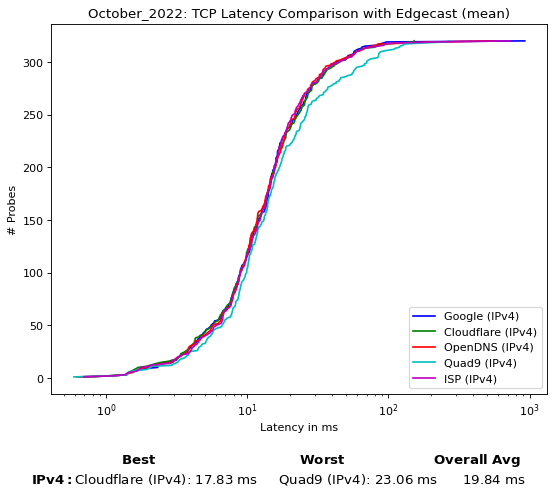 October_2022: TCP Latency Comparison with Edgecast (mean)
300
250
200
150
100
50
0
# Probes
Google (IPv4)
Cloudflare (IPv4)
OpenDNS (IPv4)
Quad9 (IPv4)
ISP (IPv4)
10⁰ 10¹ 10² 10³
Latency in ms
Best Worst Overall Avg
IPv4: Cloudflare (IPv4): 17.83 ms Quad9 (IPv4): 23.06 ms 19.84 ms